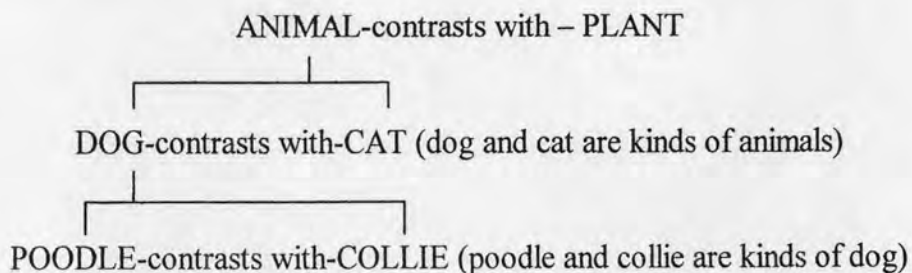 ANIMAL-contrasts with – PLANT
DOG-contrasts with-CAT (dog and cat are kinds of animals)
POODLE-contrasts with-COLLIE (poodle and collie are kinds of dog)